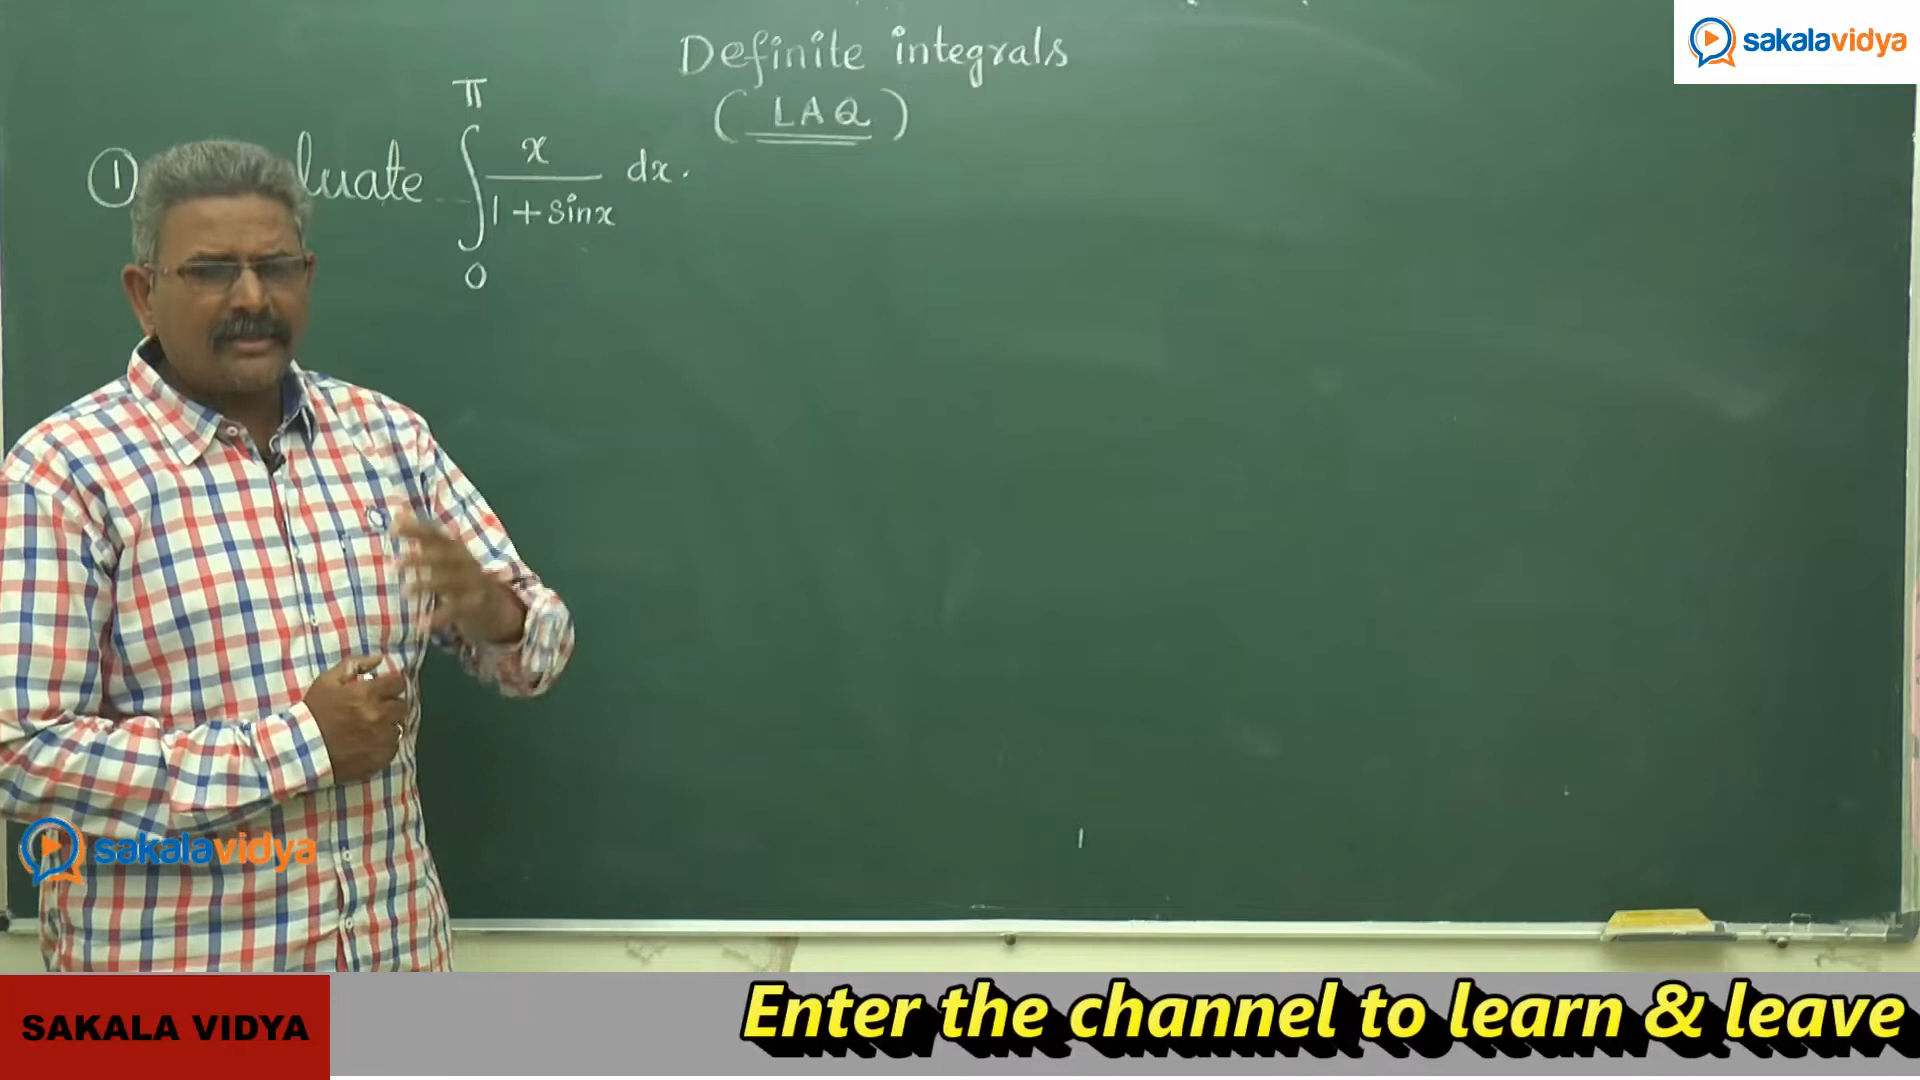 Definite integrals
(LAQ)
① luate ∫₀^π x/(1+sinx) dx.
sakalavidya
sakalavidya
SAKALA VIDYA
Enter the channel to learn & leave